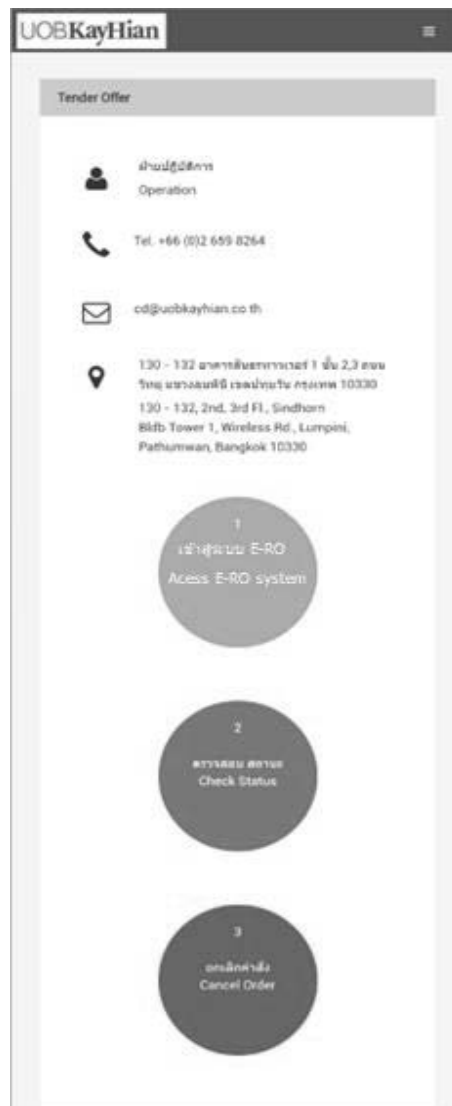 UOBKayHian
Tender Offer
ฝ่ายปฏิบัติการ
Operation
Tel. +66 (0)2 659 8264
cd@uobkayhian.co.th
130 - 132 อาคารสินธรทาวเวอร์ 1 ชั้น 2,3 ถนน
วิทยุ แขวงลุมพินี เขตปทุมวัน กรุงเทพ 10330
130 - 132, 2nd, 3rd Fl., Sindhorn
Bldb Tower 1, Wireless Rd., Lumpini,
Pathumwan, Bangkok 10330
1
เข้าสู่ระบบ E-RO
Acess E-RO system
2
ตรวจสอบ สถานะ
Check Status
3
ยกเลิกคำสั่ง
Cancel Order